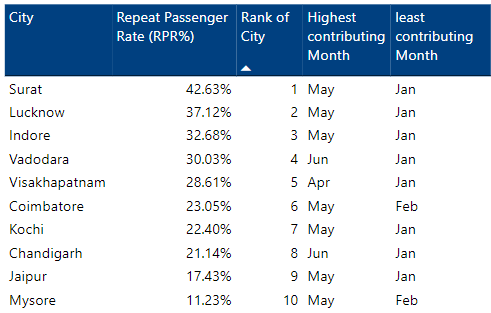 City Repeat Passenger Rate (RPR%) Rank of City Highest contributing Month least contributing Month
Surat 42.63% 1 May Jan
Lucknow 37.12% 2 May Jan
Indore 32.68% 3 May Jan
Vadodara 30.03% 4 Jun Jan
Visakhapatnam 28.61% 5 Apr Jan
Coimbatore 23.05% 6 May Feb
Kochi 22.40% 7 May Jan
Chandigarh 21.14% 8 Jun Jan
Jaipur 17.43% 9 May Jan
Mysore 11.23% 10 May Feb